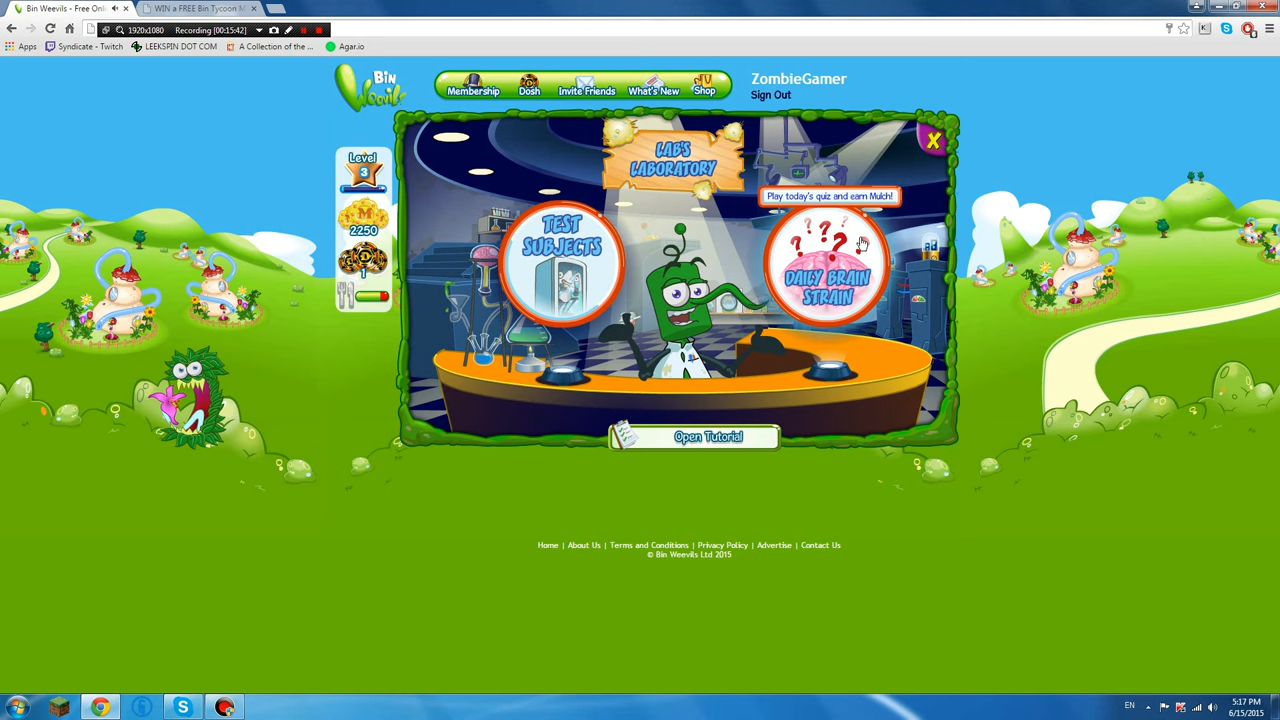 Bin Weevils - Free Onli
WIN a FREE Bin Tycoon M
1920x1080 Recording [00:15:42]
Apps Syndicate - Twitch LEEKSPIN DOT COM A Collection of the ... Agar.io
Bin
Weevils
Membership Dosh Invite Friends What's New Shop
ZombieGamer
Sign Out
Level
3
M
2250
D
1
LAB'S
LABORATORY
X
Play today's quiz and earn Mulch!
TEST
SUBJECTS
DAILY BRAIN
STRAIN
Open Tutorial
Home | About Us | Terms and Conditions | Privacy Policy | Advertise | Contact Us
© Bin Weevils Ltd 2015
EN
5:17 PM
6/15/2015